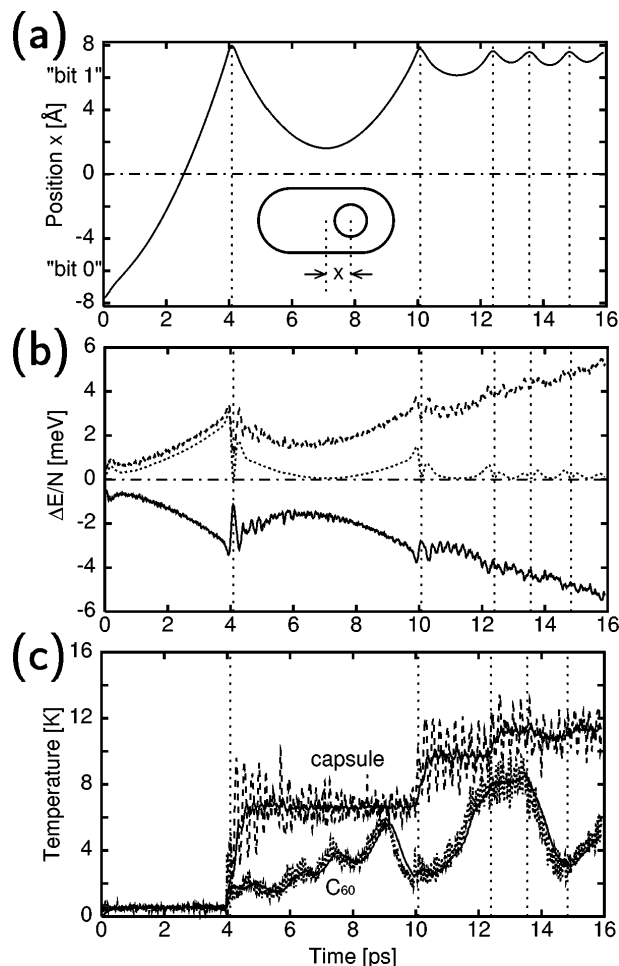 (a)
8
"bit 1"
4
0
-4
"bit 0"
-8
Position x [Å]
x
0 2 4 6 8 10 12 14 16
(b)
6
4
2
0
-2
-4
-6
ΔE/N [meV]
0 2 4 6 8 10 12 14 16
(c)
16
12
8
4
0
Temperature [K]
capsule
C60
0 2 4 6 8 10 12 14 16
Time [ps]